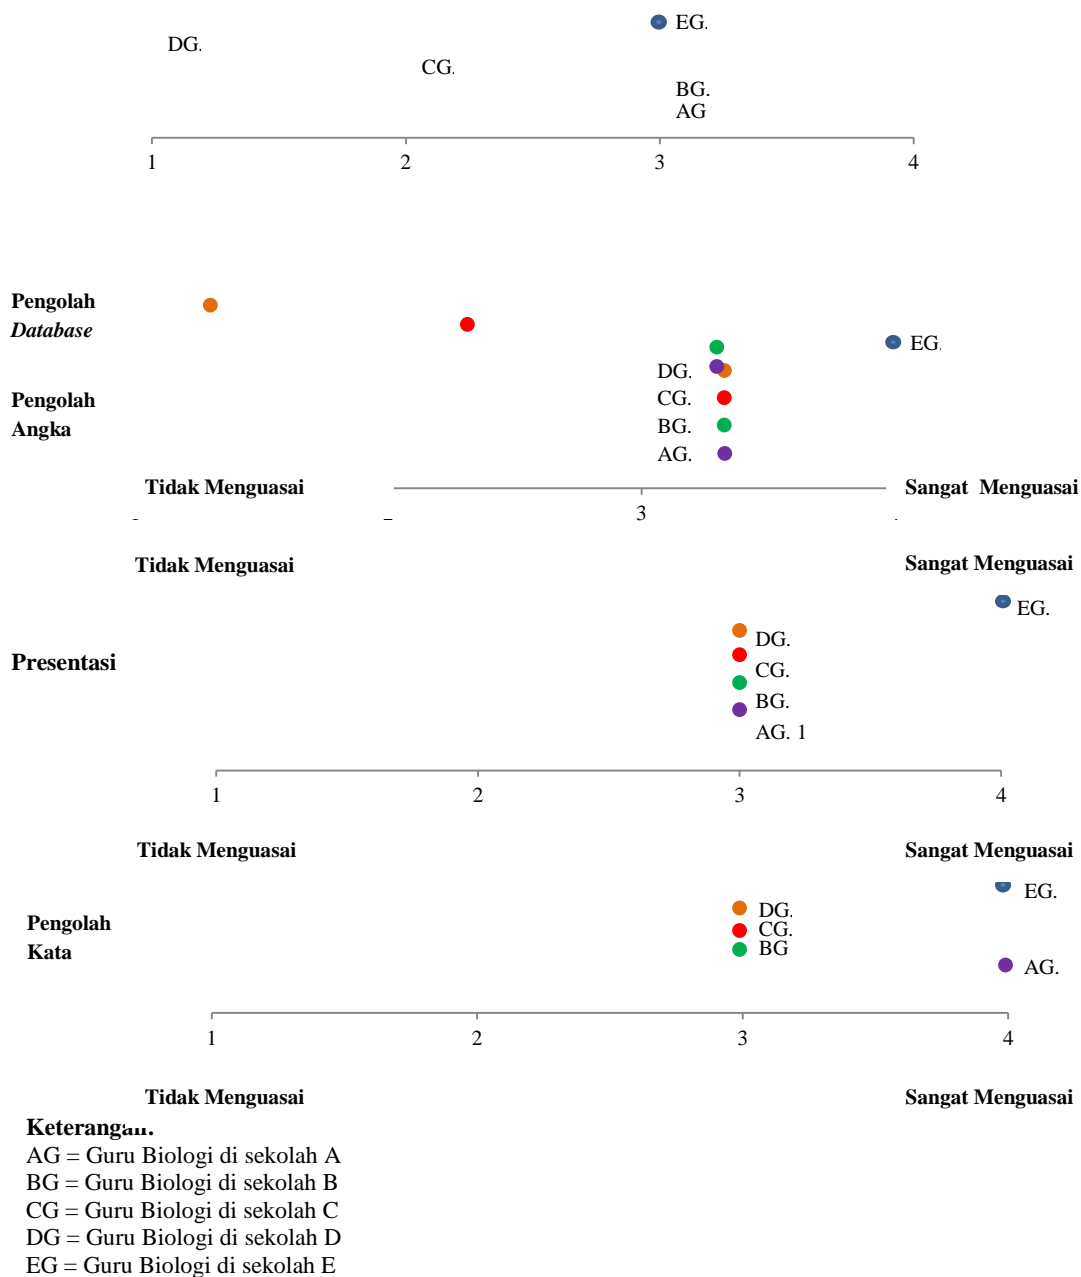 EG.
DG.
CG.
BG.
AG
1 2 3 4
Pengolah
Database
EG.
DG.
Pengolah
Angka
CG.
BG.
AG.
Tidak Menguasai
Sangat Menguasai
3
Tidak Menguasai
Sangat Menguasai
EG.
DG.
Presentasi
CG.
BG.
AG. 1
1 2 3 4
Tidak Menguasai
Sangat Menguasai
EG.
DG.
Pengolah
Kata
CG.
BG
AG.
1 2 3 4
Tidak Menguasai
Sangat Menguasai
Keterangan:
AG = Guru Biologi di sekolah A
BG = Guru Biologi di sekolah B
CG = Guru Biologi di sekolah C
DG = Guru Biologi di sekolah D
EG = Guru Biologi di sekolah E